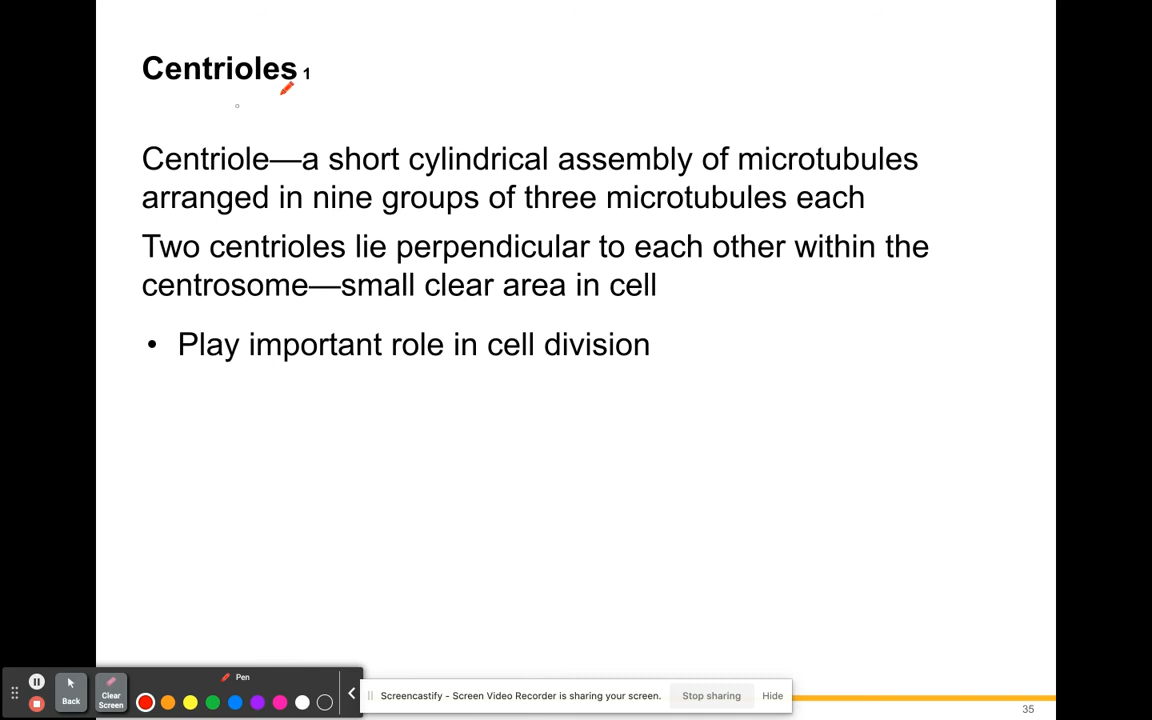 Centrioles 1
Centriole—a short cylindrical assembly of microtubules
arranged in nine groups of three microtubules each
Two centrioles lie perpendicular to each other within the
centrosome—small clear area in cell
• Play important role in cell division
Pen
Back
Clear
Screen
Screencastify - Screen Video Recorder is sharing your screen.
Stop sharing
Hide
35